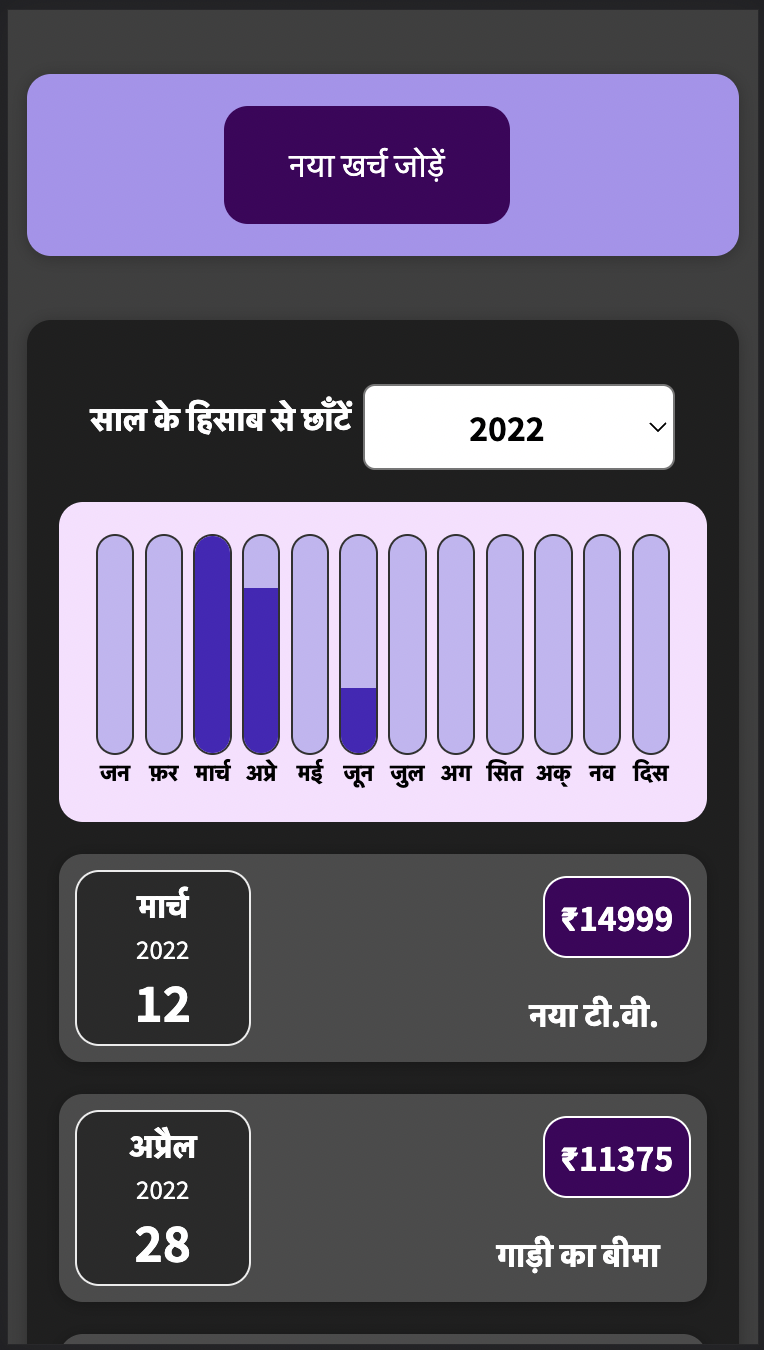 नया खर्च जोड़ें
साल के हिसाब से छाँटें
2022
जन फ़र मार्च अप्रे मई जून जुल अग सित अक् नव दिस
मार्च
2022
12
₹14999
नया टी.वी.
अप्रैल
2022
28
₹11375
गाड़ी का बीमा